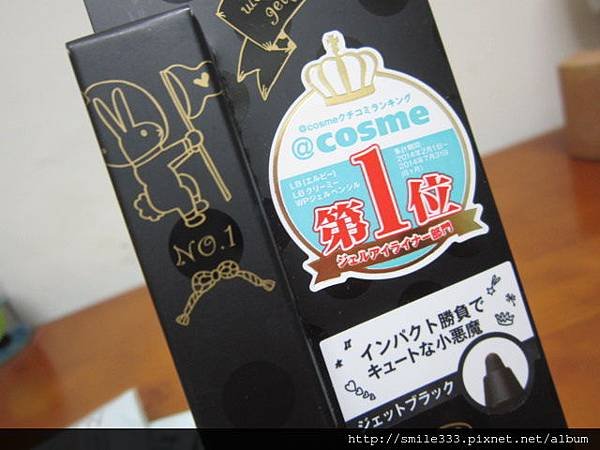 @cosmeクチコミランキング
@cosme
LB(エルビー)
LBクリーミー
WPジェルペンシル
集計期間
2014年2月1日~
2014年7月31日
第1位
ジェルアイライナー部門
NO.1
インパクト勝負で
キュートな小悪魔
ジェットブラック
http://smile333.pixnet.net/album